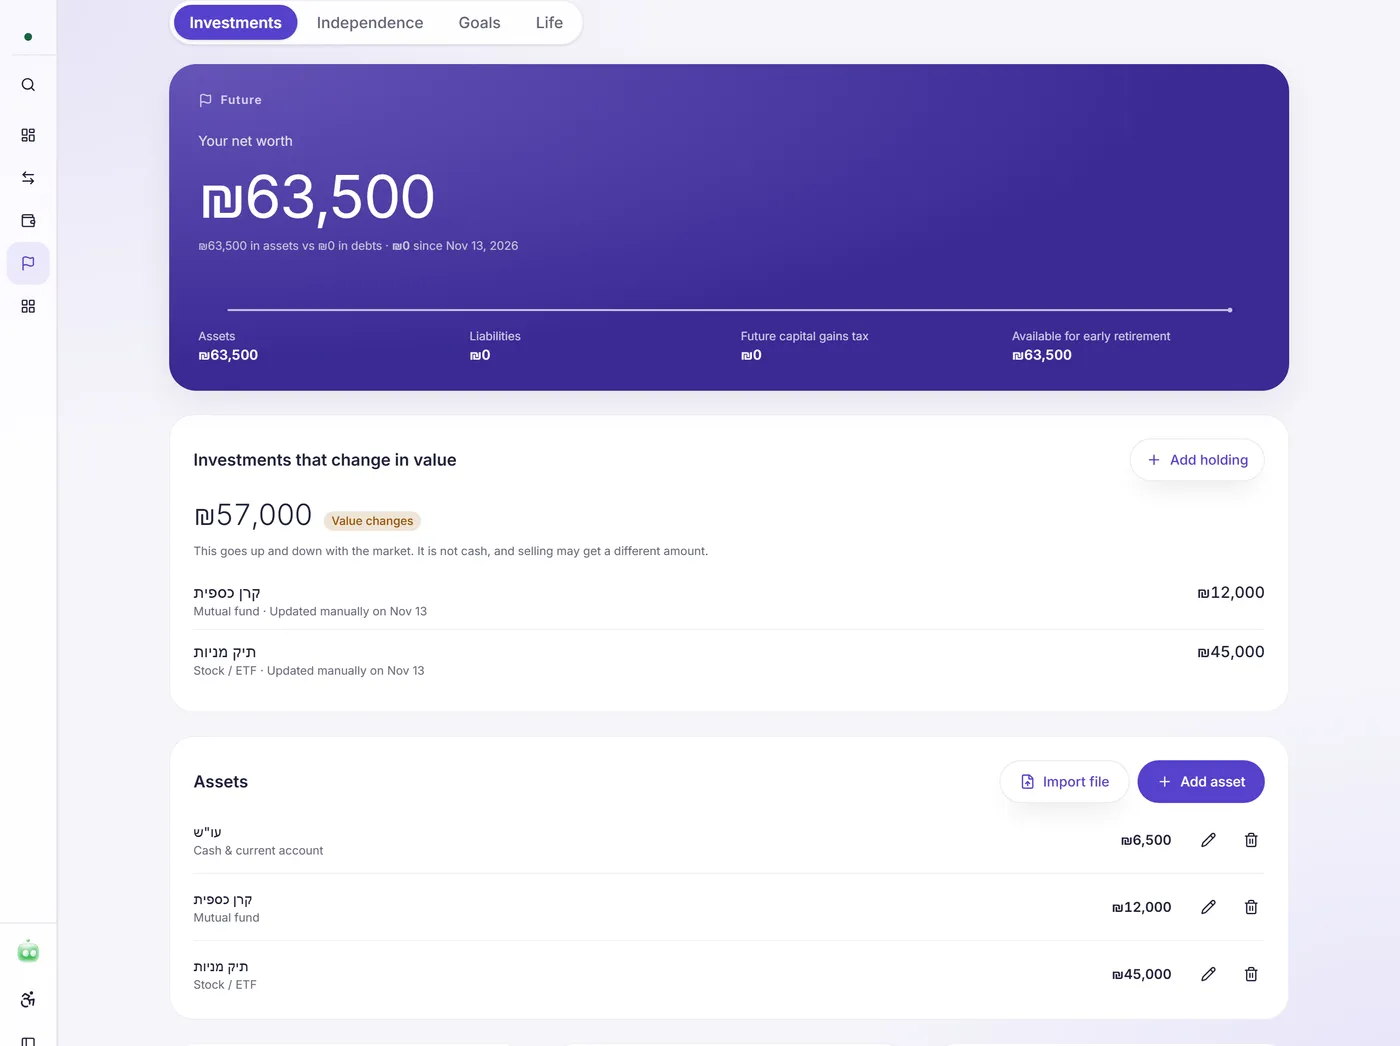 Investments
Independence
Goals
Life
Future
Your net worth
₪63,500
₪63,500 in assets vs ₪0 in debts · ₪0 since Nov 13, 2026
Assets
₪63,500
Liabilities
₪0
Future capital gains tax
₪0
Available for early retirement
₪63,500
Investments that change in value
+ Add holding
₪57,000
Value changes
This goes up and down with the market. It is not cash, and selling may get a different amount.
קרן כספית
₪12,000
Mutual fund · Updated manually on Nov 13
תיק מניות
₪45,000
Stock / ETF · Updated manually on Nov 13
Assets
Import file
+ Add asset
עו"ש
Cash & current account
₪6,500
קרן כספית
Mutual fund
₪12,000
תיק מניות
Stock / ETF
₪45,000